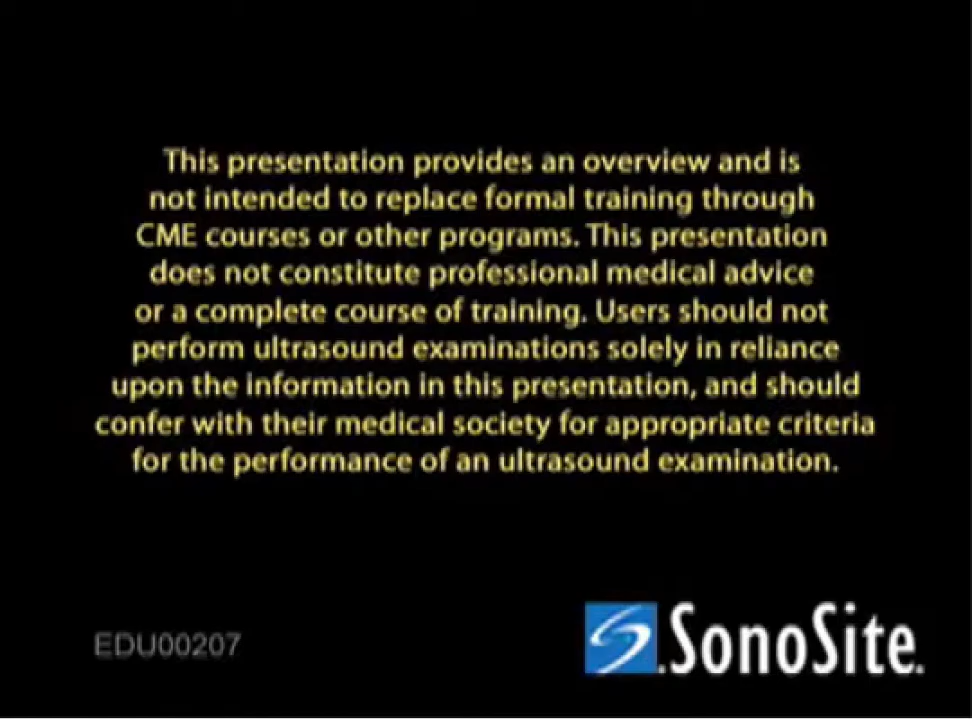 This presentation provides an overview and is
not intended to replace formal training through
CME courses or other programs. This presentation
does not constitute professional medical advice
or a complete course of training. Users should not
perform ultrasound examinations solely in reliance
upon the information in this presentation, and should
confer with their medical society for appropriate criteria
for the performance of an ultrasound examination.
EDU00207
SonoSite.